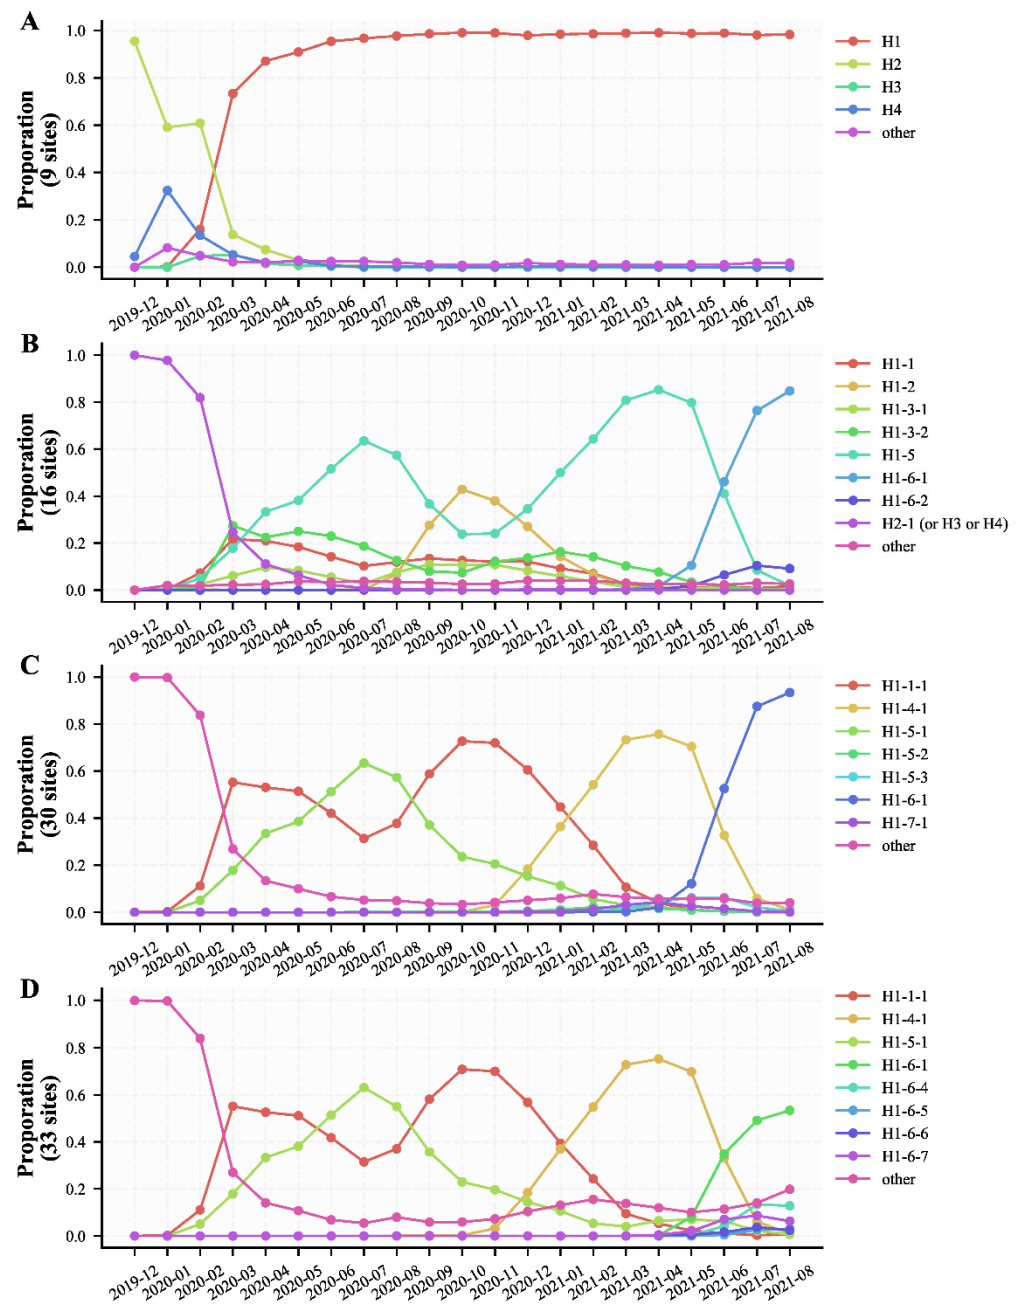 A
Proporation
(9 sites)
1.0
0.8
0.6
0.4
0.2
0.0
H1
H2
H3
H4
other
2019-12 2020-01 2020-02 2020-03 2020-04 2020-05 2020-06 2020-07 2020-08 2020-09 2020-10 2020-11 2020-12 2021-01 2021-02 2021-03 2021-04 2021-05 2021-06 2021-07 2021-08
B
Proporation
(16 sites)
1.0
0.8
0.6
0.4
0.2
0.0
H1-1
H1-2
H1-3-1
H1-3-2
H1-5
H1-6-1
H1-6-2
H2-1 (or H3 or H4)
other
2019-12 2020-01 2020-02 2020-03 2020-04 2020-05 2020-06 2020-07 2020-08 2020-09 2020-10 2020-11 2020-12 2021-01 2021-02 2021-03 2021-04 2021-05 2021-06 2021-07 2021-08
C
Proporation
(30 sites)
1.0
0.8
0.6
0.4
0.2
0.0
H1-1-1
H1-4-1
H1-5-1
H1-5-2
H1-5-3
H1-6-1
H1-7-1
other
2019-12 2020-01 2020-02 2020-03 2020-04 2020-05 2020-06 2020-07 2020-08 2020-09 2020-10 2020-11 2020-12 2021-01 2021-02 2021-03 2021-04 2021-05 2021-06 2021-07 2021-08
D
Proporation
(33 sites)
1.0
0.8
0.6
0.4
0.2
0.0
H1-1-1
H1-4-1
H1-5-1
H1-6-1
H1-6-4
H1-6-5
H1-6-6
H1-6-7
other
2019-12 2020-01 2020-02 2020-03 2020-04 2020-05 2020-06 2020-07 2020-08 2020-09 2020-10 2020-11 2020-12 2021-01 2021-02 2021-03 2021-04 2021-05 2021-06 2021-07 2021-08